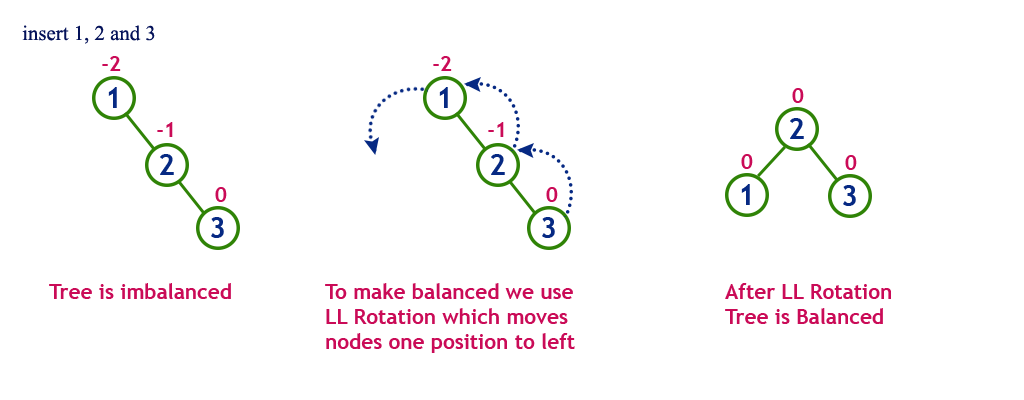 insert 1, 2 and 3
-2
1
-1
2
0
3
Tree is imbalanced
-2
1
-1
2
0
3
To make balanced we use
LL Rotation which moves
nodes one position to left
0
2
0
1
0
3
After LL Rotation
Tree is Balanced